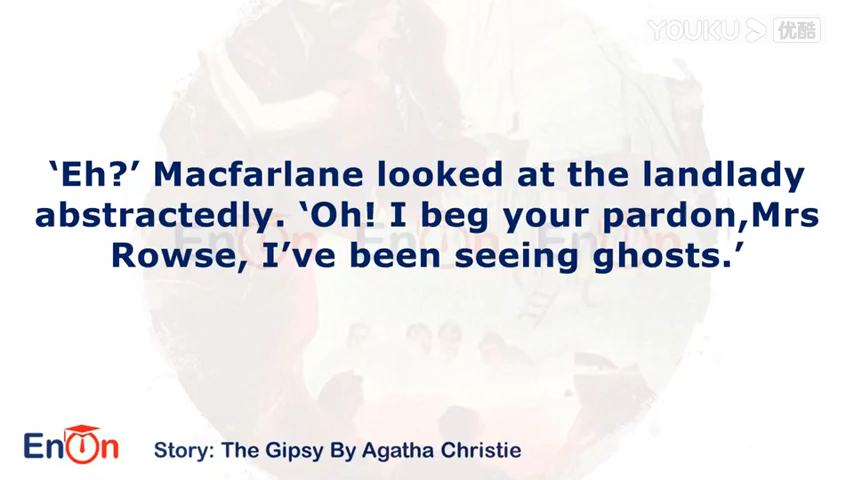 YOUKU 优酷
‘Eh?’ Macfarlane looked at the landlady
abstractedly. ‘Oh! I beg your pardon,Mrs
Rowse, I’ve been seeing ghosts.’
EnOn
Story: The Gipsy By Agatha Christie